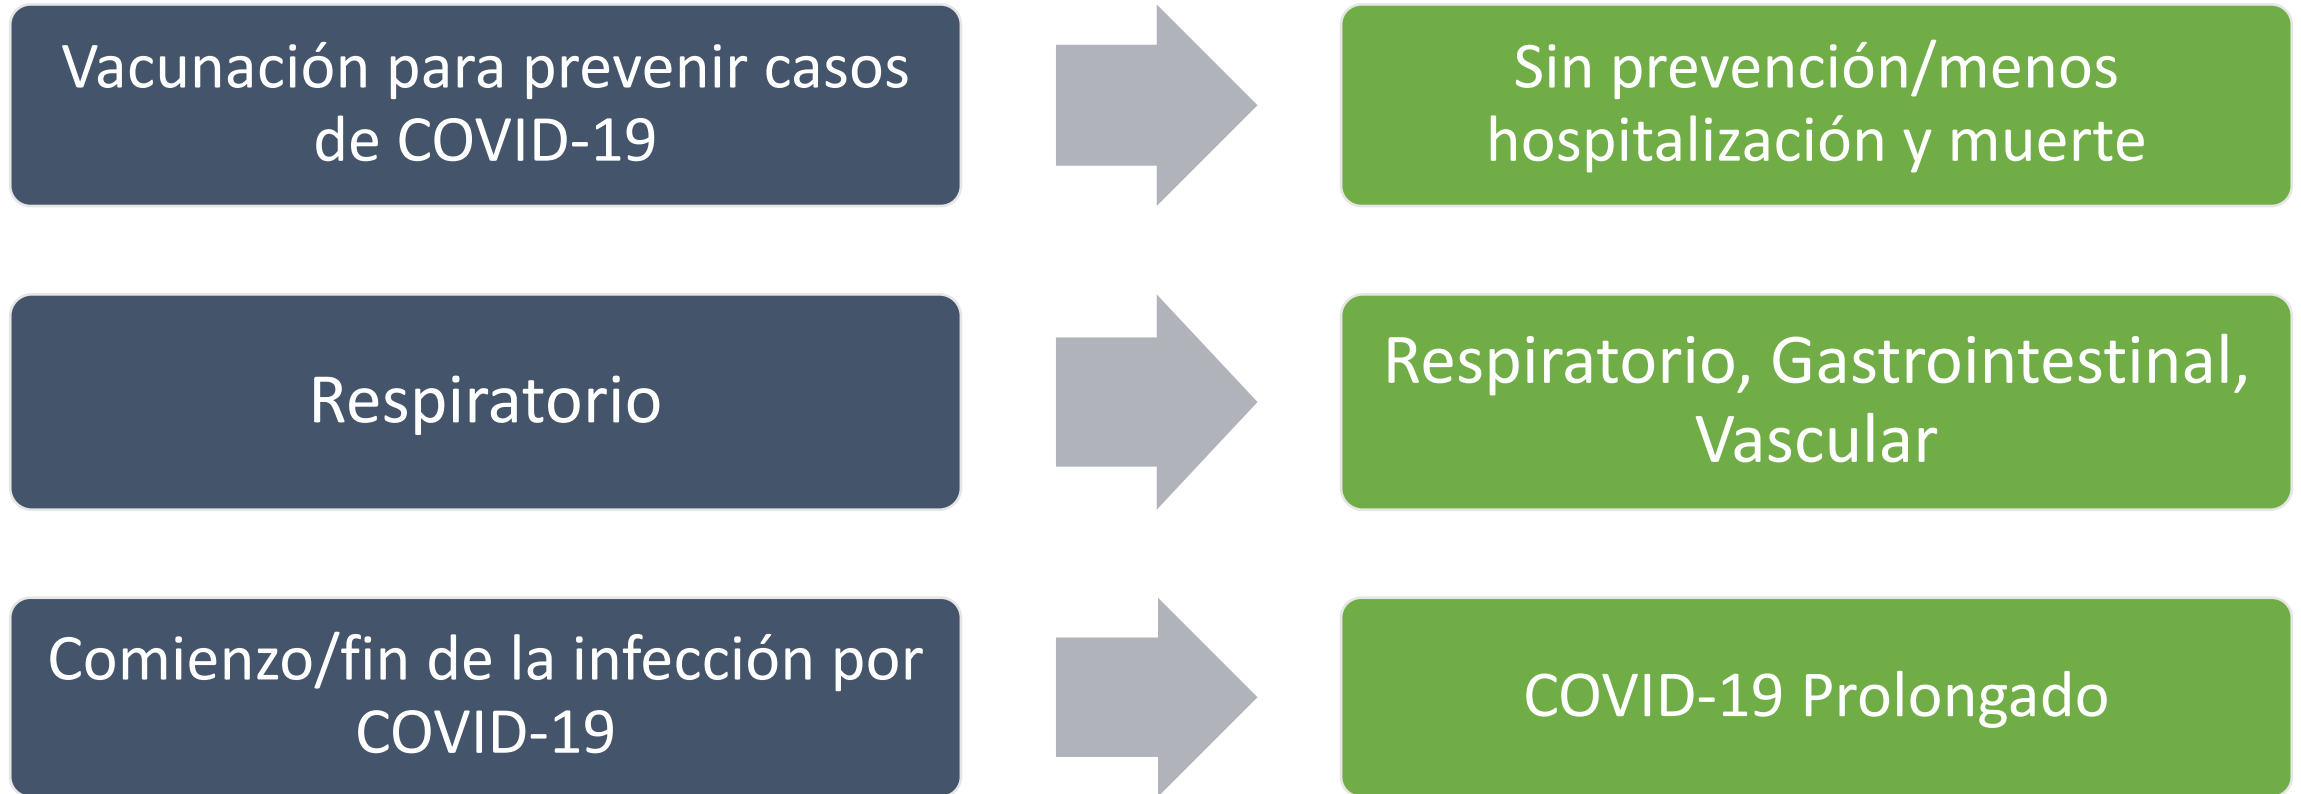 Vacunación para prevenir casos
de COVID-19
Sin prevención/menos
hospitalización y muerte
Respiratorio
Respiratorio, Gastrointestinal,
Vascular
Comienzo/fin de la infección por
COVID-19
COVID-19 Prolongado